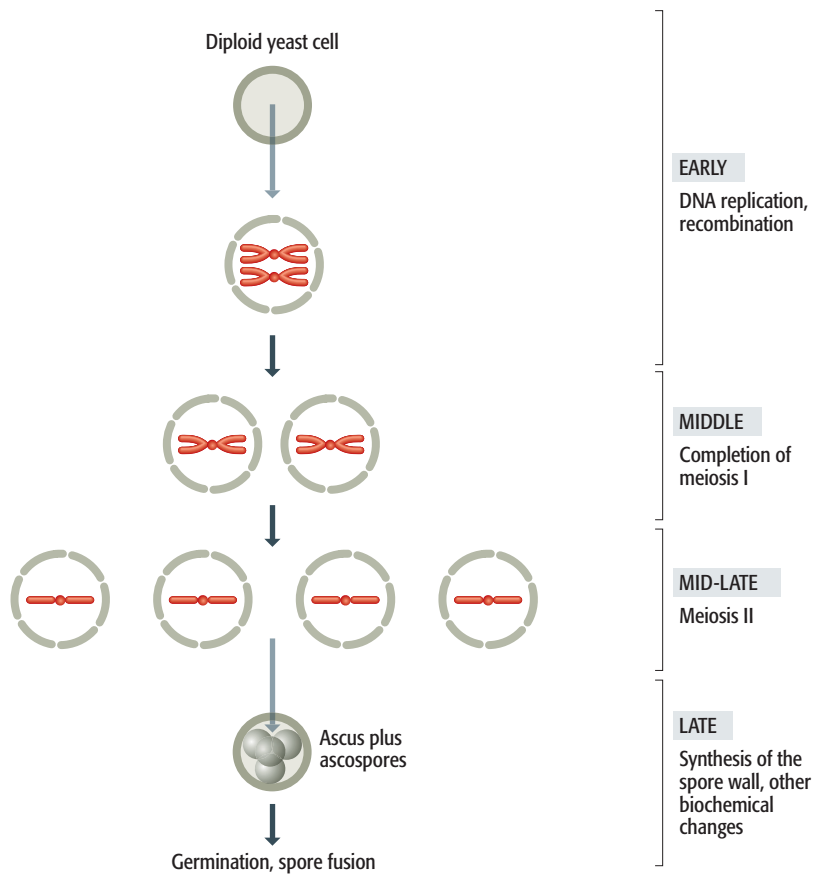 Diploid yeast cell
EARLY
DNA replication,
recombination
MIDDLE
Completion of
meiosis I
MID-LATE
Meiosis II
Ascus plus
ascospores
LATE
Synthesis of the
spore wall, other
biochemical
changes
Germination, spore fusion